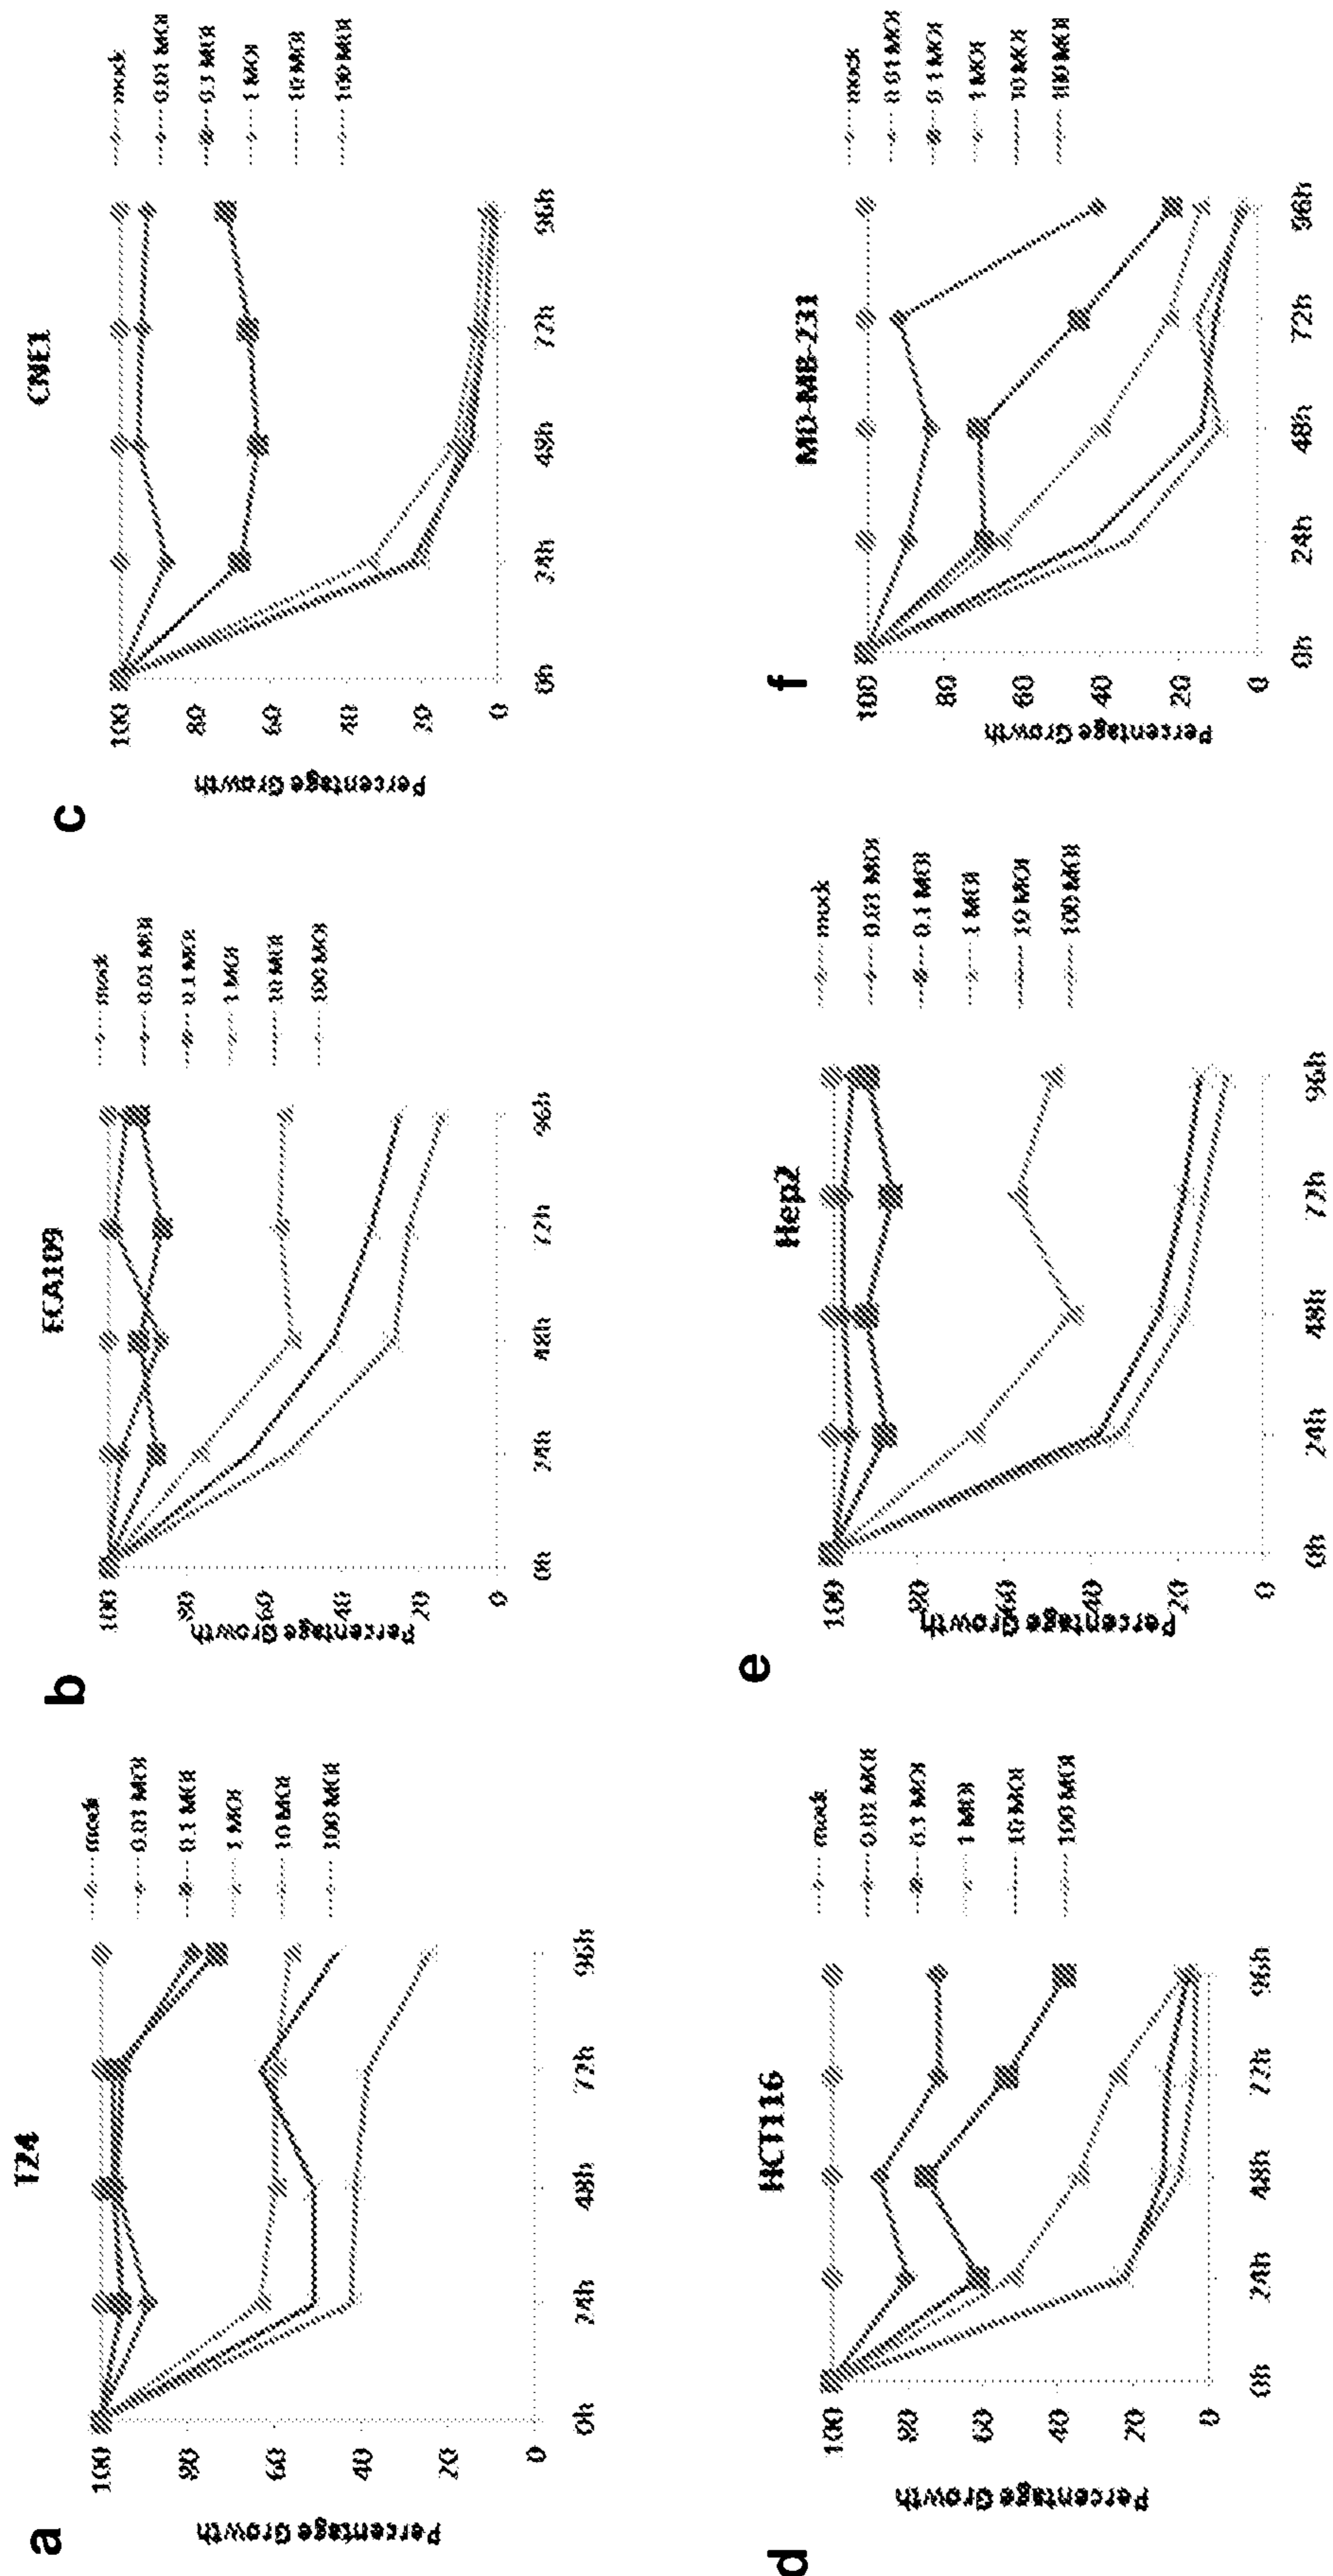 a
T24
Percentage Growth
100
80
60
40
20
0
0h
24h
48h
72h
96h
mock
0.01 MOI
0.1 MOI
1 MOI
10 MOI
100 MOI
b
ECA109
Percentage Growth
100
80
60
40
20
0
0h
24h
48h
72h
96h
mock
0.01 MOI
0.1 MOI
1 MOI
10 MOI
100 MOI
c
CNE1
Percentage Growth
100
80
60
40
20
0
0h
24h
48h
72h
96h
mock
0.01 MOI
0.1 MOI
1 MOI
10 MOI
100 MOI
d
HCT116
Percentage Growth
100
80
60
40
20
0
0h
24h
48h
72h
96h
mock
0.01 MOI
0.1 MOI
1 MOI
10 MOI
100 MOI
e
Hep2
Percentage Growth
100
80
60
40
20
0
0h
24h
48h
72h
96h
mock
0.01 MOI
0.1 MOI
1 MOI
10 MOI
100 MOI
f
MD-MB-231
Percentage Growth
100
80
60
40
20
0
0h
24h
48h
72h
96h
mock
0.01 MOI
0.1 MOI
1 MOI
10 MOI
100 MOI